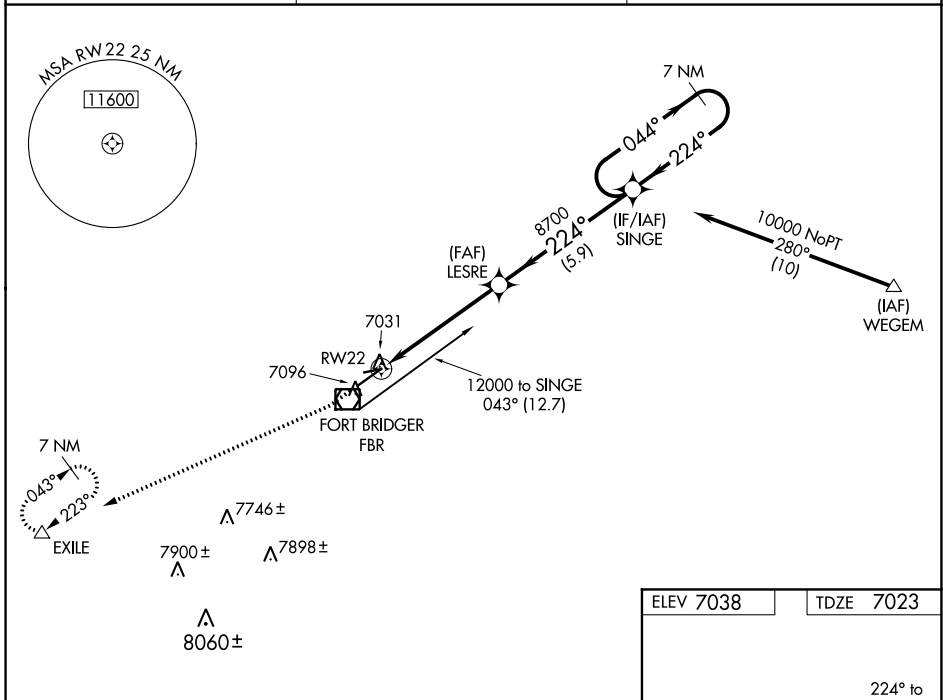 MSA RW22 25 NM
11600
7 NM
044°
224°
(IF/IAF)
SINGE
10000 NoPT
280°
(10)
(IAF)
WEGEM
8700
224°
(5.9)
(FAF)
LESRE
7031
RW22
7096
12000 to SINGE
043° (12.7)
FORT BRIDGER
FBR
7 NM
043°
223°
EXILE
7746±
7900±
7898±
8060±
ELEV 7038
TDZE 7023
224° to